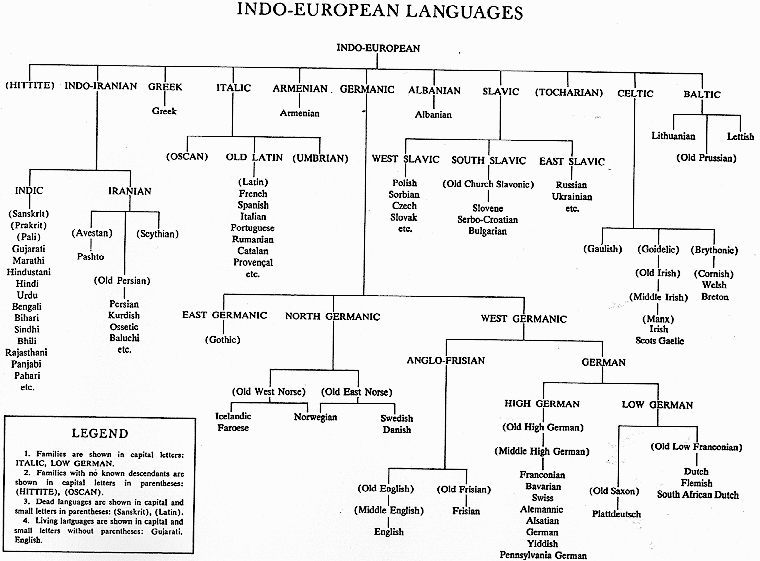 INDO-EUROPEAN LANGUAGES
INDO-EUROPEAN
(HITTITE) INDO-IRANIAN GREEK ITALIC ARMENIAN GERMANIC ALBANIAN SLAVIC (TOCHARIAN) CELTIC BALTIC
Greek
Armenian
Albanian
Lithuanian Lettish
(Old Prussian)
(OSCAN) OLD LATIN (UMBRIAN)
(Latin)
French
Spanish
Italian
Portuguese
Rumanian
Catalan
Provençal
etc.
WEST SLAVIC SOUTH SLAVIC EAST SLAVIC
Polish
Sorbian
Czech
Slovak
etc.
(Old Church Slavonic)
Slovene
Serbo-Croatian
Bulgarian
Russian
Ukrainian
etc.
INDIC IRANIAN
(Sanskrit)
(Prakrit)
(Pali)
Gujarati
Marathi
Hindustani
Hindi
Urdu
Bengali
Bihari
Sindhi
Bhili
Rajasthani
Panjabi
Pahari
etc.
(Avestan) (Scythian)
Pashto
(Old Persian)
Persian
Kurdish
Ossetic
Baluchi
etc.
(Gaulish) (Goidelic) (Brythonic)
(Old Irish)
(Middle Irish)
(Manx)
Irish
Scots Gaelic
(Cornish)
Welsh
Breton
EAST GERMANIC NORTH GERMANIC WEST GERMANIC
(Gothic)
(Old West Norse) (Old East Norse)
Icelandic
Faroese
Norwegian
Swedish
Danish
ANGLO-FRISIAN GERMAN
(Old English) (Old Frisian)
(Middle English)
English
Frisian
HIGH GERMAN LOW GERMAN
(Old High German)
(Middle High German)
Franconian
Bavarian
Swiss
Alemannic
Alsatian
German
Yiddish
Pennsylvania German
(Old Low Franconian)
Dutch
Flemish
South African Dutch
(Old Saxon)
Plattdeutsch
LEGEND
1. Families are shown in capital letters:
ITALIC, LOW GERMAN.
2. Families with no known descendants are
shown in capital letters in parentheses:
(HITTITE), (OSCAN).
3. Dead languages are shown in capital and
small letters in parentheses: (Sanskrit), (Latin).
4. Living languages are shown in capital and
small letters without parentheses: Gujarati,
English.